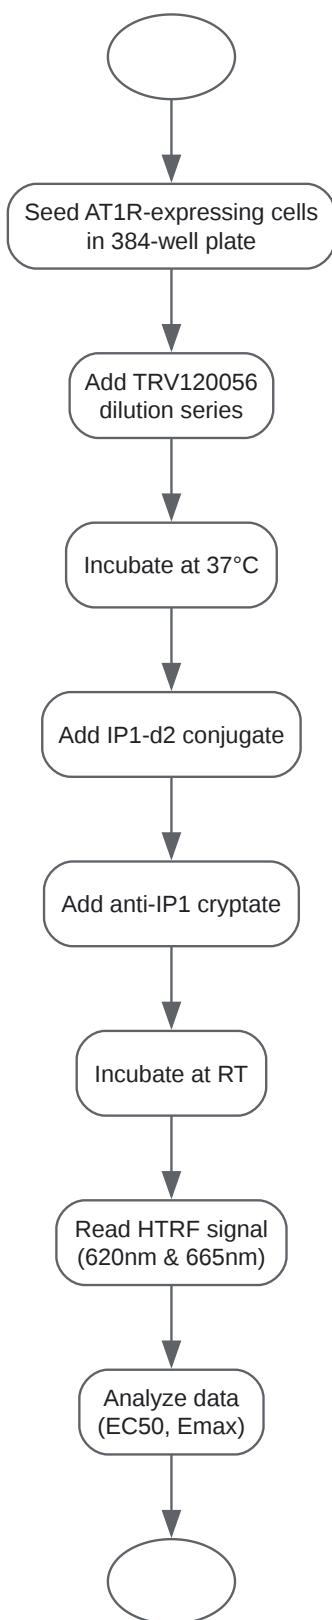 Seed AT1R-expressing cells
in 384-well plate
Add TRV120056
dilution series
Incubate at 37°C
Add IP1-d2 conjugate
Add anti-IP1 cryptate
Incubate at RT
Read HTRF signal
(620nm & 665nm)
Analyze data
(EC50, Emax)